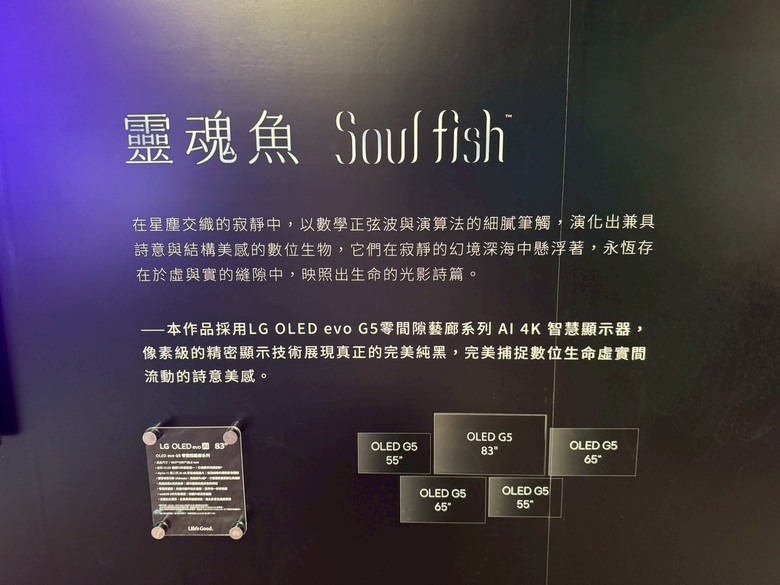 靈魂魚 Soul fish™
在星塵交織的寂靜中，以數學正弦波與演算法的細膩筆觸，演化出兼具
詩意與結構美感的數位生物，它們在寂靜的幻境深海中懸浮著，永恆存
在於虛與實的縫隙中，映照出生命的光影詩篇。
──本作品採用LG OLED evo G5零間隙藝廊系列 AI 4K 智慧顯示器，
像素級的精密顯示技術展現真正的完美純黑，完美捕捉數位生命虛實間
流動的詩意美感。
LG OLED evo AI 83"
OLED evo G5 零間隙藝廊系列
Life's Good.
OLED G5
55"
OLED G5
83"
OLED G5
65"
OLED G5
65"
OLED G5
55"